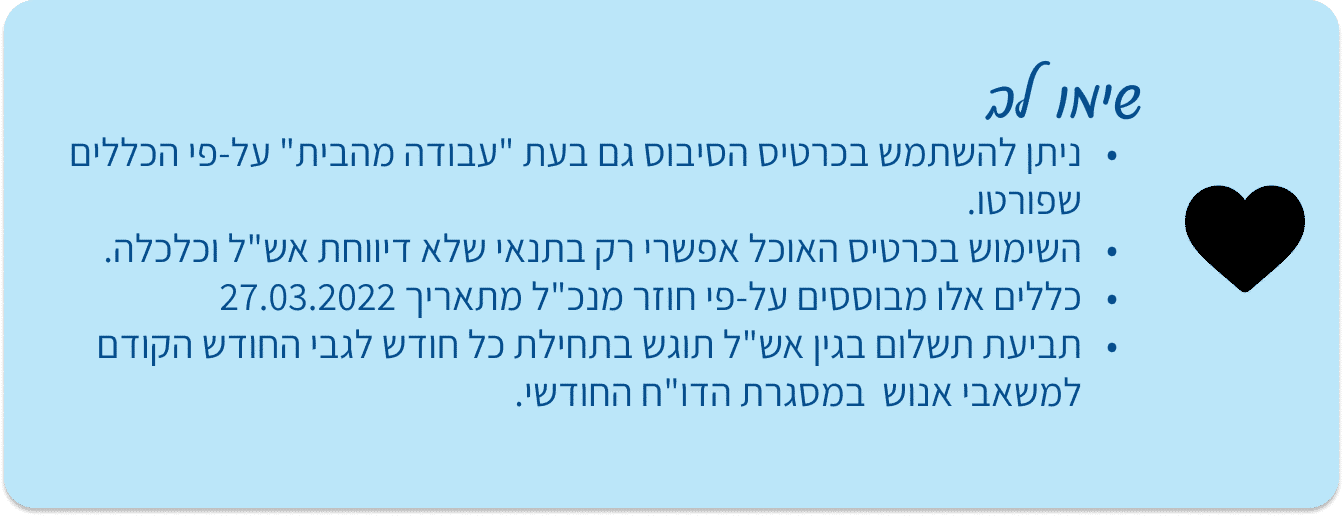 שימו לב
• ניתן להשתמש בכרטיס הסיבוס גם בעת "עבודה מהבית" על-פי הכללים
שפורטו.
• השימוש בכרטיס האוכל אפשרי רק בתנאי שלא דיווחת אש"ל וכלכלה.
• כללים אלו מבוססים על-פי חוזר מנכ"ל מתאריך 27.03.2022
• תביעת תשלום בגין אש"ל תוגש בתחילת כל חודש לגבי החודש הקודם
למשאבי אנוש  במסגרת הדו"ח החודשי.